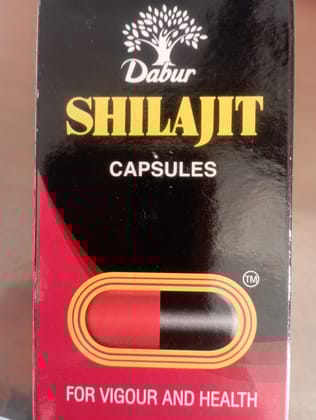 Dabur
SHILAJIT
CAPSULES
TM
FOR VIGOUR AND HEALTH